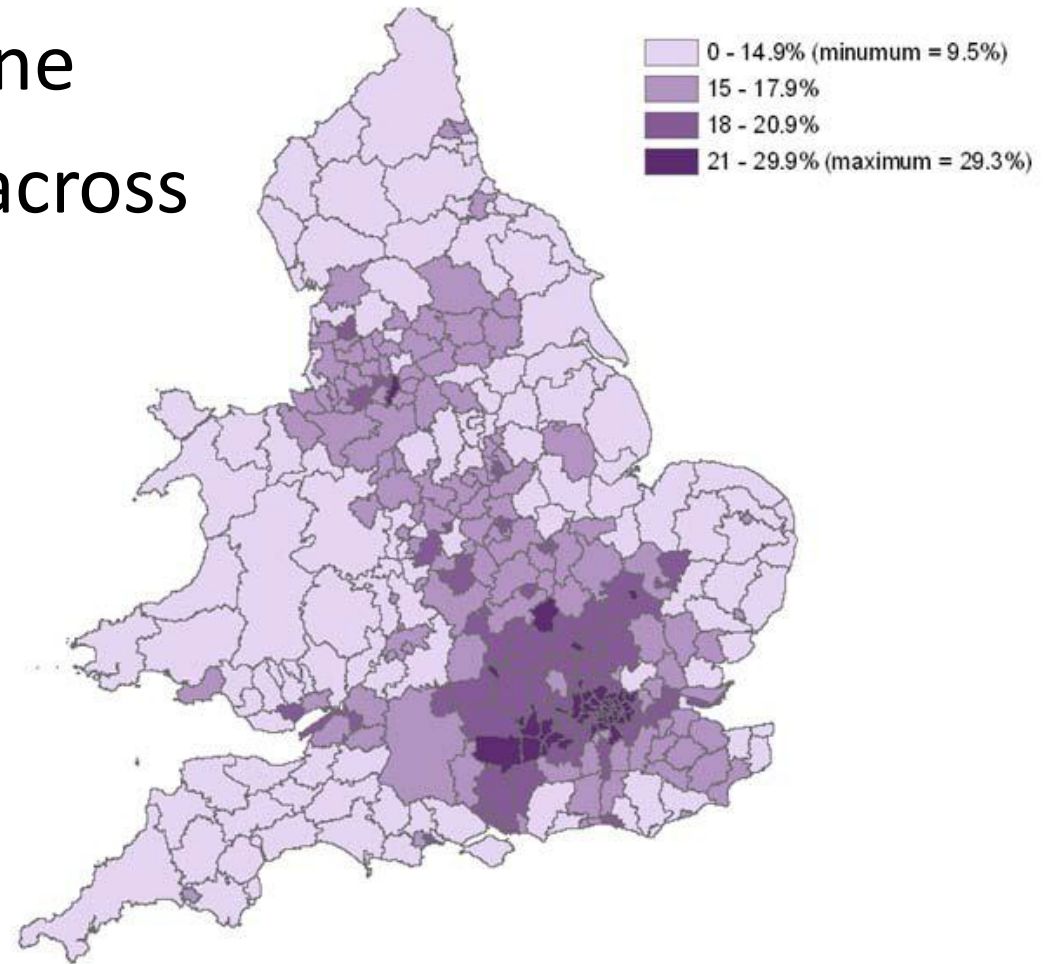 ne
across
0 - 14.9% (minumum = 9.5%)
15 - 17.9%
18 - 20.9%
21 - 29.9% (maximum = 29.3%)